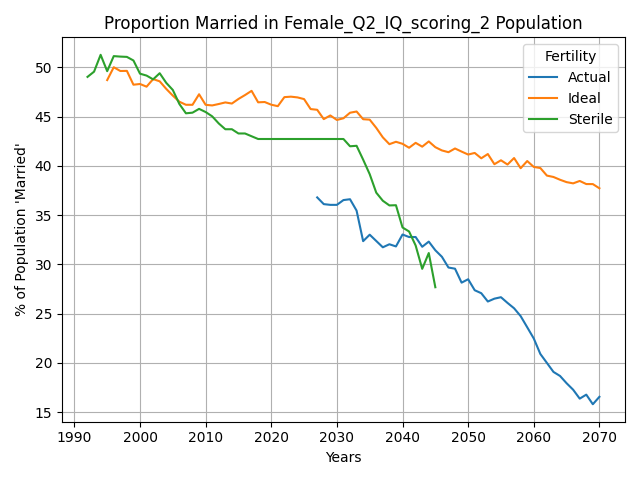 Proportion Married in Female_Q2_IQ_scoring_2 Population
Fertility
Actual
Ideal
Sterile
% of Population 'Married'
50
45
40
35
30
25
20
15
1990
2000
2010
2020
2030
2040
2050
2060
2070
Years